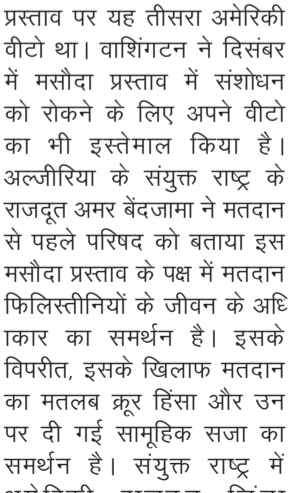 प्रस्ताव पर यह तीसरा अमेरिकी
वीटो था। वाशिंगटन ने दिसंबर
में मसौदा प्रस्ताव में संशोधन
को रोकने के लिए अपने वीटो
का भी इस्तेमाल किया है।
अल्जीरिया के संयुक्त राष्ट्र के
राजदूत अमर बेंदजामा ने मतदान
से पहले परिषद को बताया इस
मसौदा प्रस्ताव के पक्ष में मतदान
फिलिस्तीनियों के जीवन के अधि
ाकार का समर्थन है। इसके
विपरीत, इसके खिलाफ मतदान
का मतलब क्रूर हिंसा और उन
पर दी गई सामूहिक सजा का
समर्थन है। संयुक्त राष्ट्र में